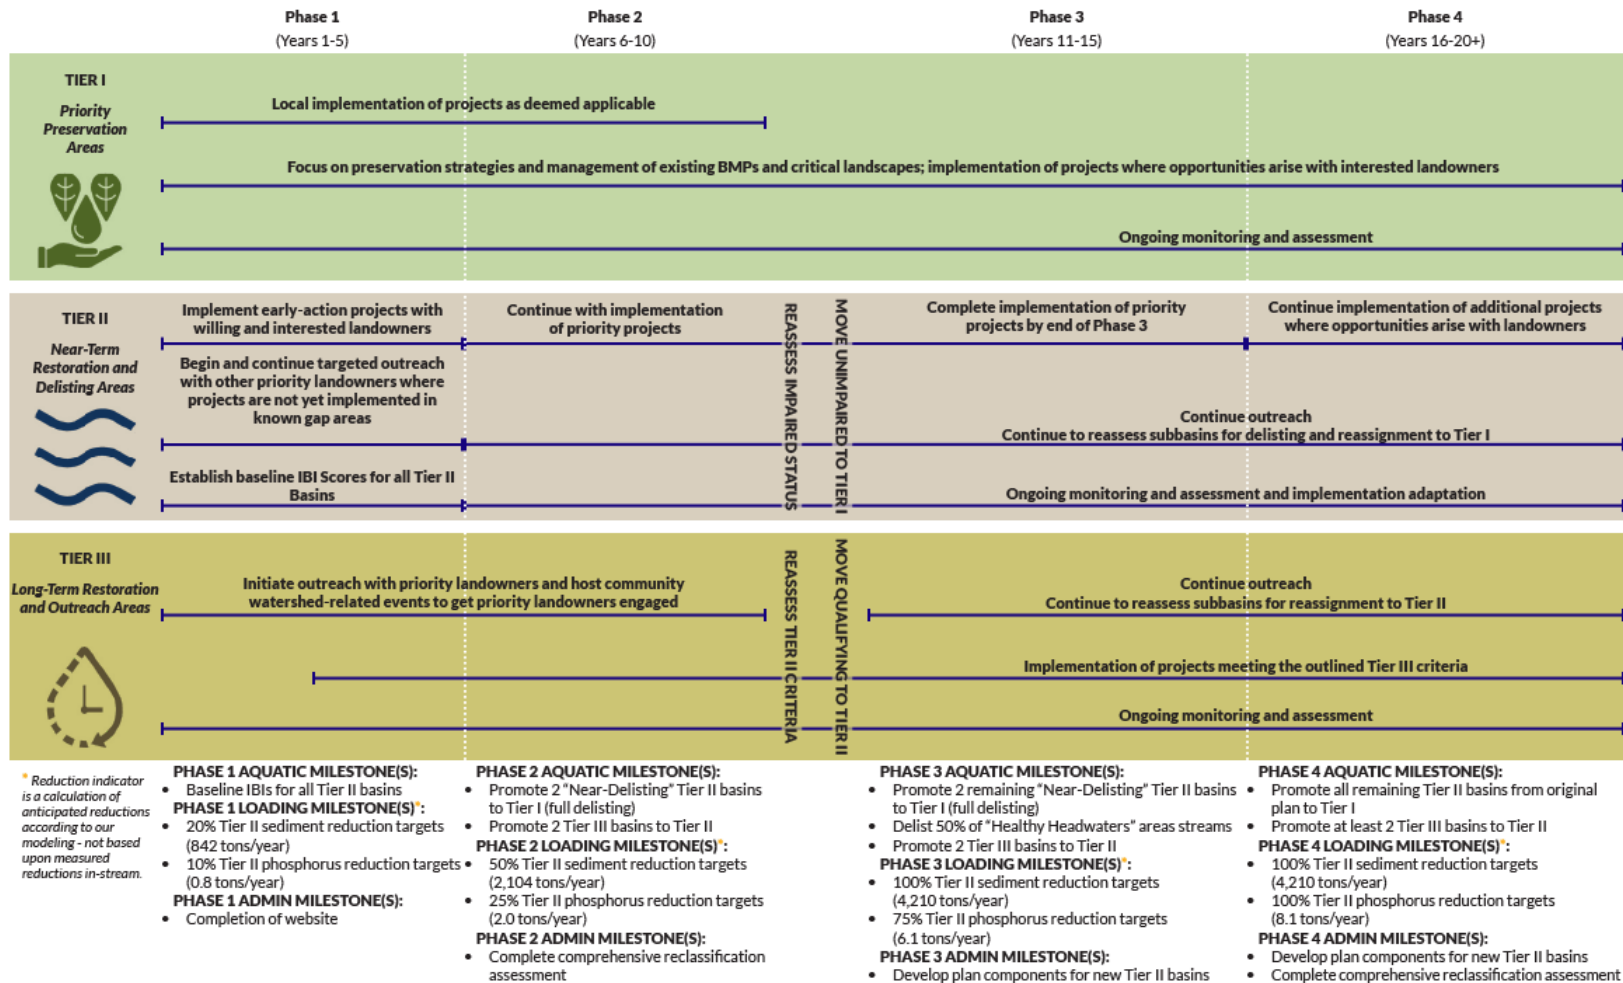 Phase 1
(Years 1-5)
Phase 2
(Years 6-10)
Phase 3
(Years 11-15)
Phase 4
(Years 16-20+)
TIER I
Priority
Preservation
Areas
Local implementation of projects as deemed applicable
Focus on preservation strategies and management of existing BMPs and critical landscapes; implementation of projects where opportunities arise with interested landowners
Ongoing monitoring and assessment
TIER II
Near-Term
Restoration and
Delisting Areas
Implement early-action projects with
willing and interested landowners
Continue with implementation
of priority projects
Begin and continue targeted outreach
with other priority landowners where
projects are not yet implemented in
known gap areas
Establish baseline IBI Scores for all Tier II
Basins
REASSESS IMPAIRED STATUS
MOVE UNIMPAIRED TO TIER I
Complete implementation of priority
projects by end of Phase 3
Continue implementation of additional projects
where opportunities arise with landowners
Continue outreach
Continue to reassess subbasins for delisting and reassignment to Tier I
Ongoing monitoring and assessment and implementation adaptation
TIER III
Long-Term Restoration
and Outreach Areas
Initiate outreach with priority landowners and host community
watershed-related events to get priority landowners engaged
REASSESS TIER II CRITERIA
MOVE QUALIFYING TO TIER II
Continue outreach
Continue to reassess subbasins for reassignment to Tier II
Implementation of projects meeting the outlined Tier III criteria
Ongoing monitoring and assessment
* Reduction indicator
is a calculation of
anticipated reductions
according to our
modeling - not based
upon measured
reductions in-stream.
PHASE 1 AQUATIC MILESTONE(S):
• Baseline IBIs for all Tier II basins
PHASE 1 LOADING MILESTONE(S)*:
• 20% Tier II sediment reduction targets
(842 tons/year)
• 10% Tier II phosphorus reduction targets
(0.8 tons/year)
PHASE 1 ADMIN MILESTONE(S):
• Completion of website
PHASE 2 AQUATIC MILESTONE(S):
• Promote 2 "Near-Delisting" Tier II basins
to Tier I (full delisting)
• Promote 2 Tier III basins to Tier II
PHASE 2 LOADING MILESTONE(S)*:
• 50% Tier II sediment reduction targets
(2,104 tons/year)
• 25% Tier II phosphorus reduction targets
(2.0 tons/year)
PHASE 2 ADMIN MILESTONE(S):
• Complete comprehensive reclassification
assessment
PHASE 3 AQUATIC MILESTONE(S):
• Promote 2 remaining "Near-Delisting" Tier II basins
to Tier I (full delisting)
• Delist 50% of "Healthy Headwaters" areas streams
• Promote 2 Tier III basins to Tier II
PHASE 3 LOADING MILESTONE(S)*:
• 100% Tier II sediment reduction targets
(4,210 tons/year)
• 75% Tier II phosphorus reduction targets
(6.1 tons/year)
PHASE 3 ADMIN MILESTONE(S):
• Develop plan components for new Tier II basins
PHASE 4 AQUATIC MILESTONE(S):
• Promote all remaining Tier II basins from original
plan to Tier I
• Promote at least 2 Tier III basins to Tier II
PHASE 4 LOADING MILESTONE(S)*:
• 100% Tier II sediment reduction targets
(4,210 tons/year)
• 100% Tier II phosphorus reduction targets
(8.1 tons/year)
PHASE 4 ADMIN MILESTONE(S):
• Develop plan components for new Tier II basins
• Complete comprehensive reclassification assessment